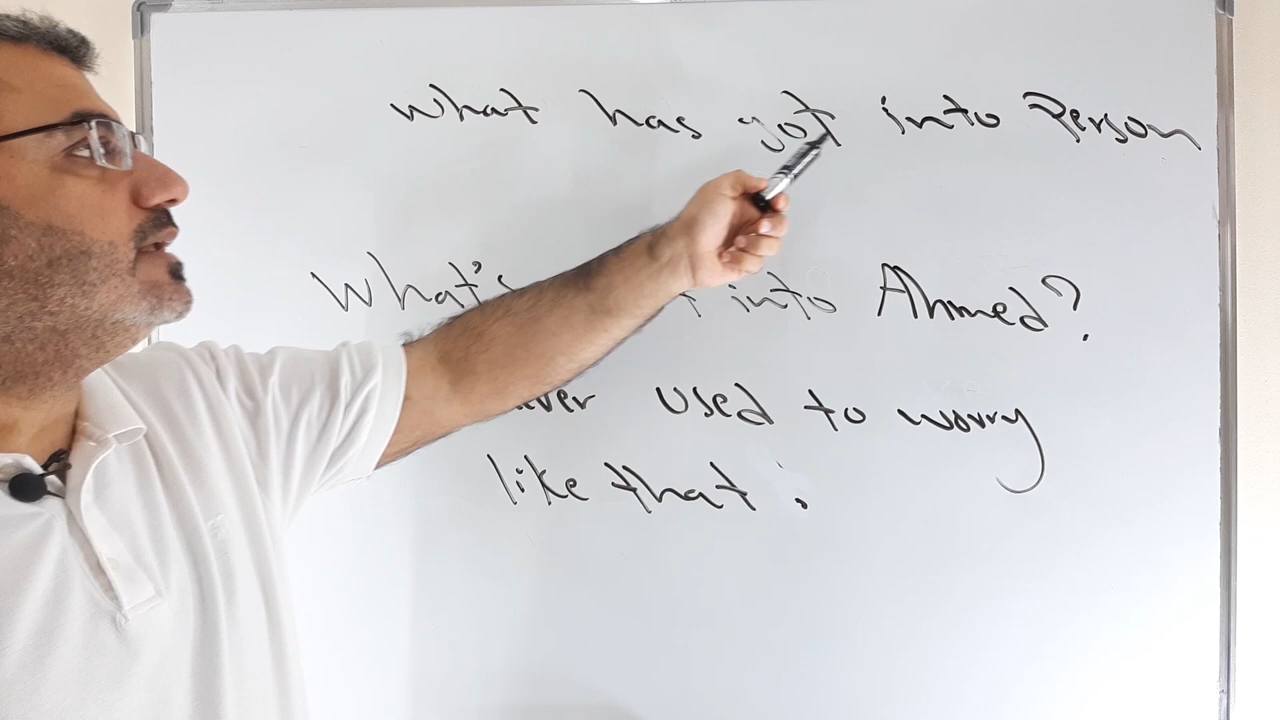 What has got into Person
What's into Ahmed?
used to worry
like that.